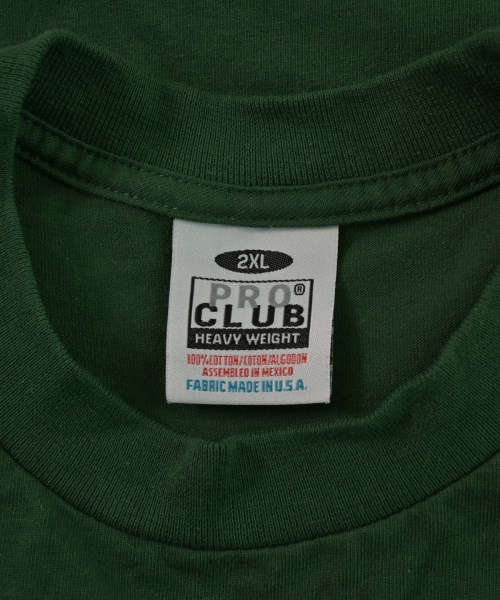 2XL
PRO®
CLUB
HEAVY WEIGHT
100%COTTON/COTON/ALGODON
ASSEMBLED IN MEXICO
FABRIC MADE IN U.S.A.